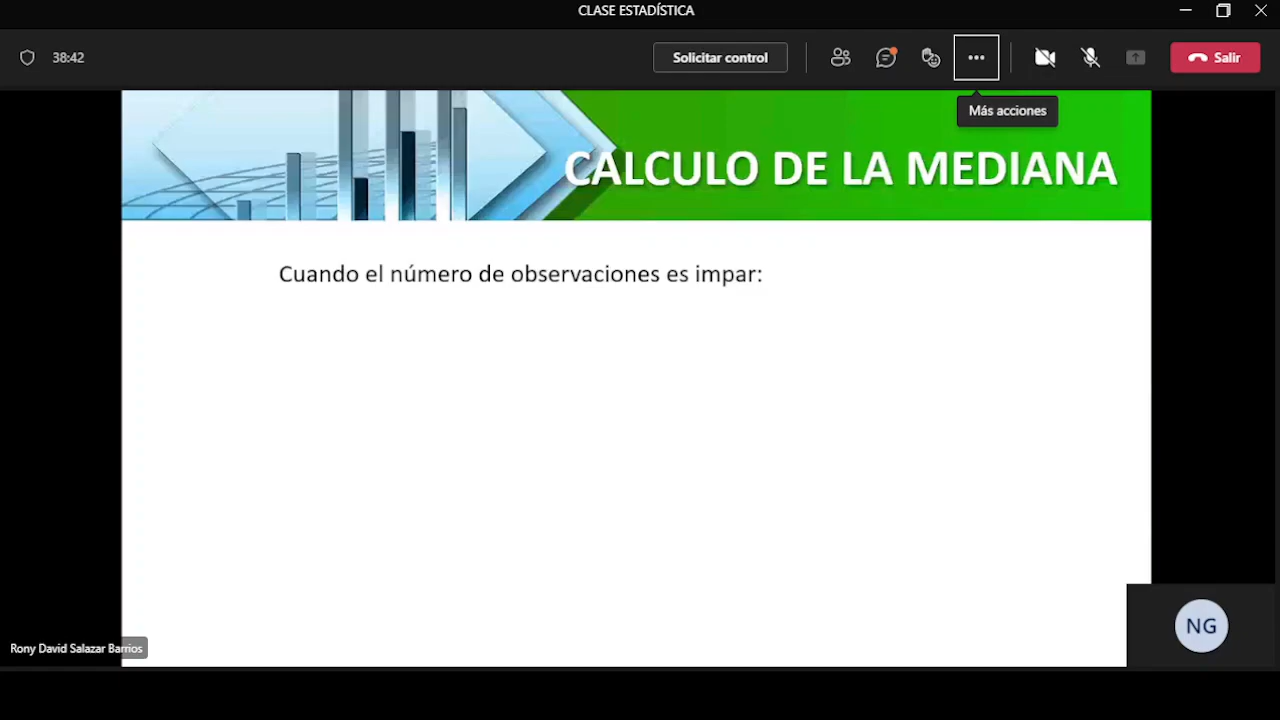 CLASE ESTADÍSTICA
38:42
Solicitar control
Salir
Más acciones
CALCULO DE LA MEDIANA
Cuando el número de observaciones es impar:
NG
Rony David Salazar Barrios